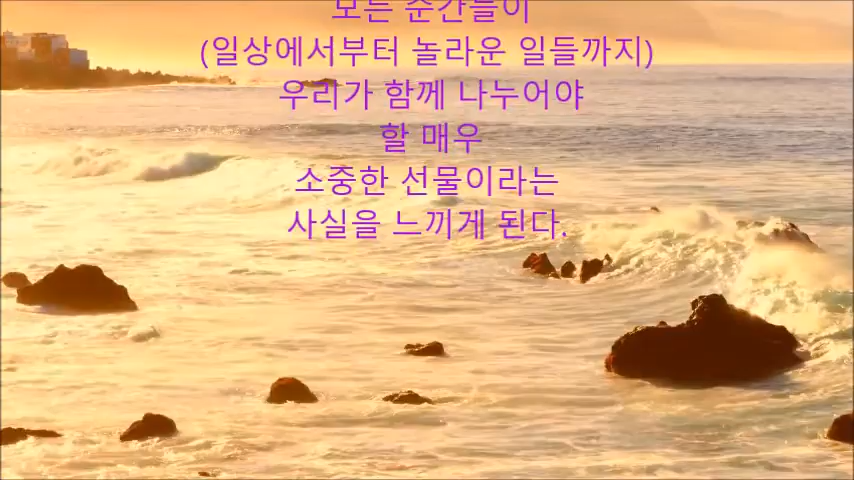 모든 순간들이
(일상에서부터 놀라운 일들까지)
우리가 함께 나누어야
할 매우
소중한 선물이라는
사실을 느끼게 된다.